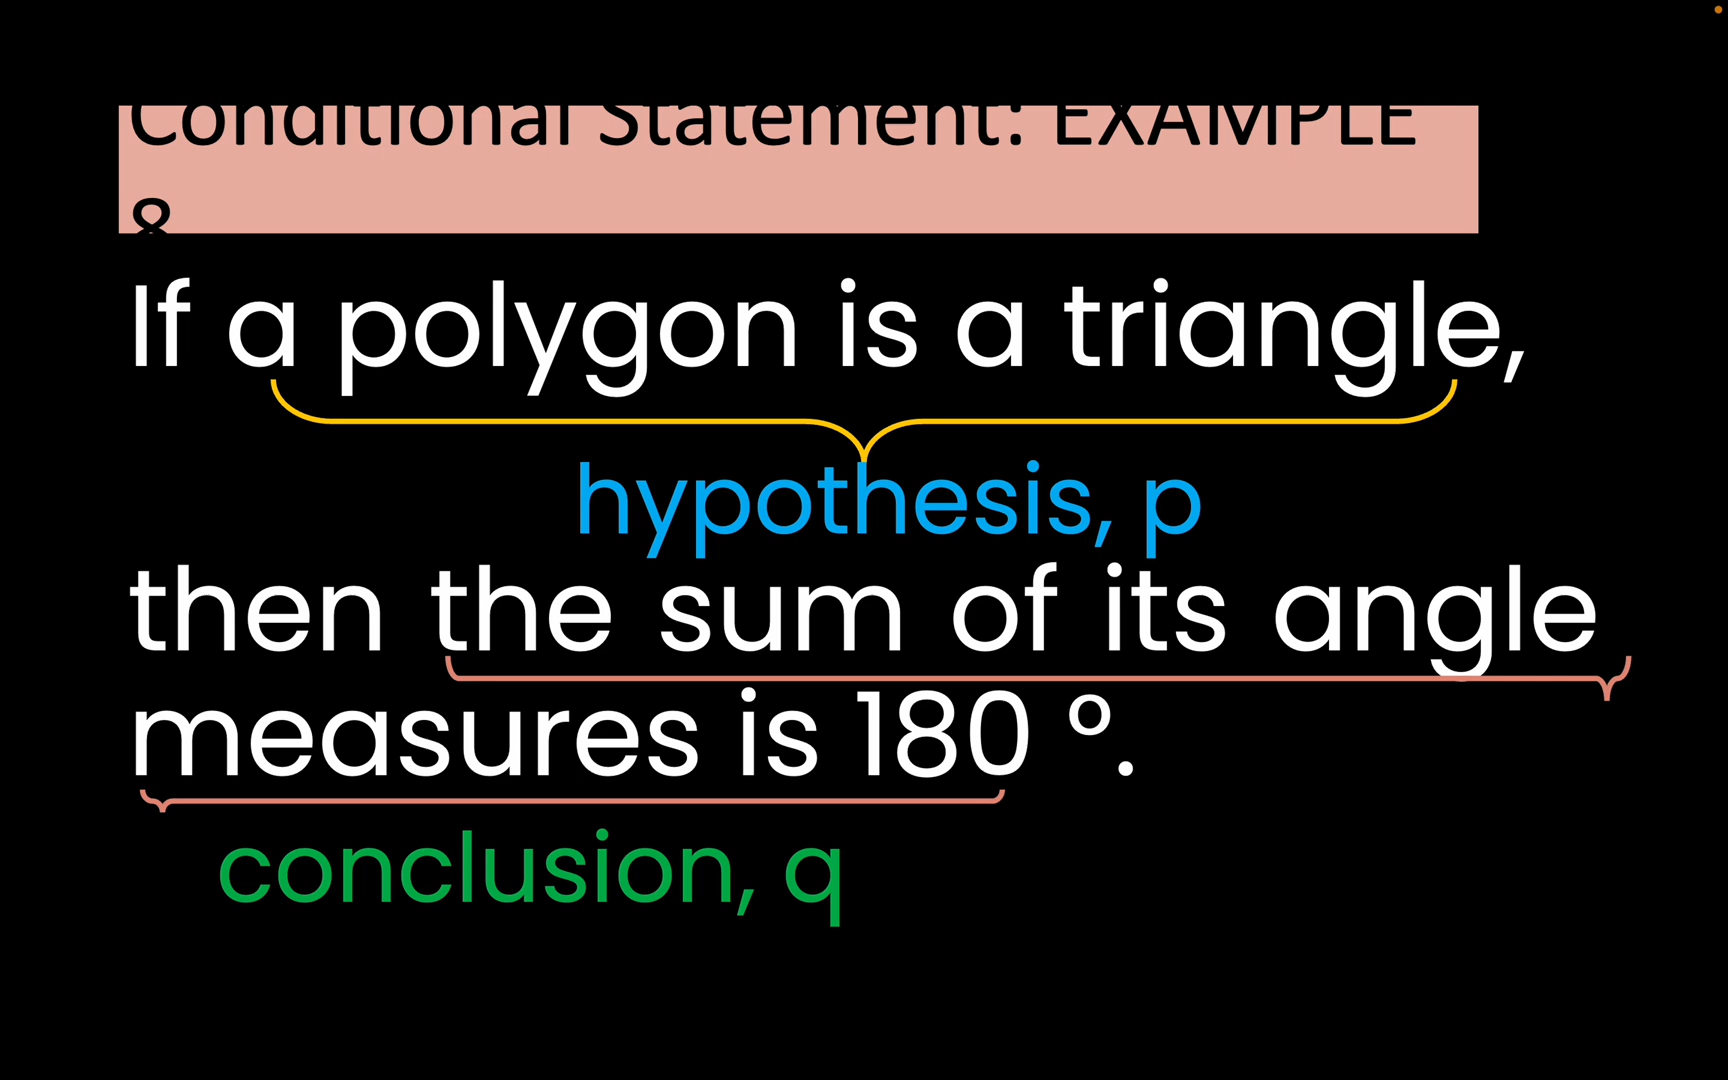 Conditional Statement: EXAMPLE
8
If a polygon is a triangle,
hypothesis, p
then the sum of its angle
measures is 180 º.
conclusion, q